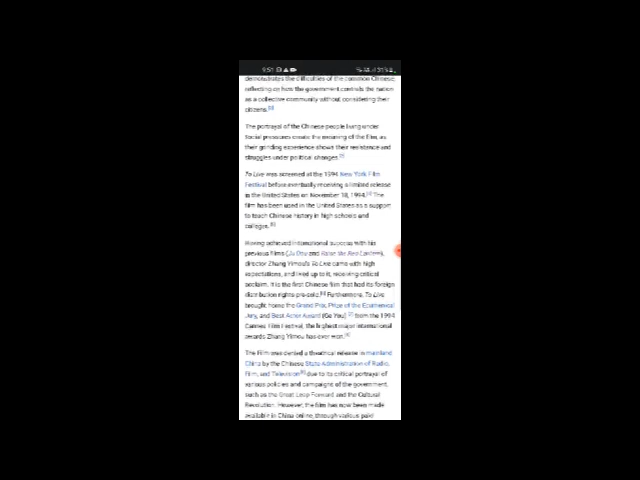 demonstrates the difficulties of the common Chinese,
reflecting on how the government controls the nation
as a collective community without considering their
citizens.
The portrayal of the Chinese people living under
social pressures create the meaning of the film, as
their grinding experience shows their resistance and
struggles under political changes.
To Live was screened at the 1994 New York Film
Festival before eventually receiving a limited release
in the United States on November 18, 1994. The
film has been used in the United States as a support
to teach Chinese history in high schools and
colleges.
Having achieved international success with his
previous films (Ju Dou and Raise the Red Lantern),
director Zhang Yimou's To Live came with high
expectations, and lived up to it, receiving critical
acclaim. It is the first Chinese film that had its foreign
distribution rights pre-sold. Furthermore, To Live
brought home the Grand Prix, Prize of the Ecumenical
Jury, and Best Actor Award (Ge You) from the 1994
Cannes Film Festival, the highest major international
awards Zhang Yimou has ever won.
The film was denied a theatrical release in mainland
China by the Chinese State Administration of Radio,
Film, and Television due to its critical portrayal of
various policies and campaigns of the government,
such as the Great Leap Forward and the Cultural
Revolution. However, the film has now been made
available in China online, through various paid